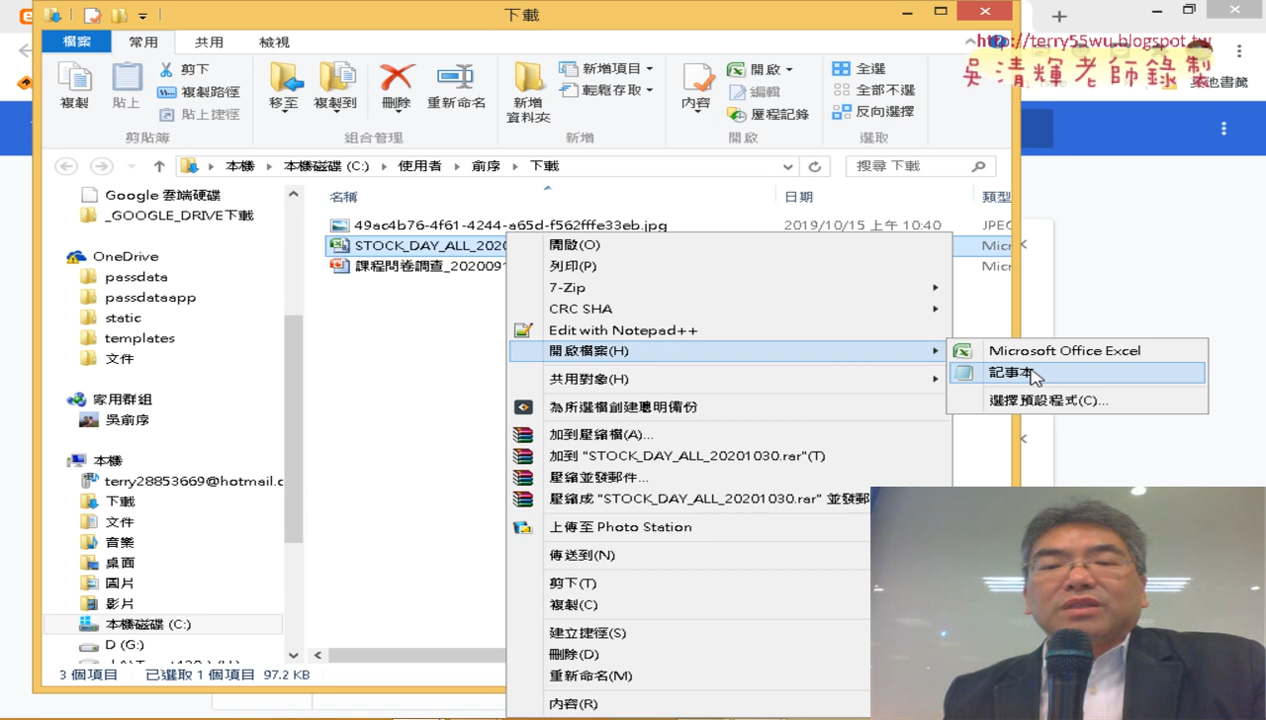 下載
http://terry55wu.blogspot.tw
吳清輝老師錄製
檔案 常用 共用 檢視
複製 貼上 剪下 複製路徑 貼上捷徑 剪貼簿
移至 複製到 刪除 重新命名 組合管理
新增資料夾 新增項目 輕鬆存取 新增
內容 開啟 編輯 歷程記錄 開啟
全選 全部不選 反向選擇 選取
本機 本機磁碟 (C:) 使用者 前序 下載 搜尋 下載
Google 雲端硬碟
_GOOGLE_DRIVE下載
OneDrive
passdata
passdataapp
static
templates
文件
家用群組
吳前序
本機
terry28853669@hotmail.c
下載
文件
音樂
桌面
圖片
影片
本機磁碟 (C:)
D (G:)
名稱 日期 類型
49ac4b76-4f61-4244-a65d-f562fffe33eb.jpg 2019/10/15 上午 10:40 JPEC
STOCK_DAY_ALL_2020 Micr
課程問卷調查_202091 Micr
開啟(O)
列印(P)
7-Zip
CRC SHA
Edit with Notepad++
開啟檔案(H)
共用對象(H)
為所選檔創建聰明備份
加到壓縮檔(A)...
加到 "STOCK_DAY_ALL_20201030.rar"(T)
壓縮並發郵件...
壓縮成 "STOCK_DAY_ALL_20201030.rar" 並發郵
上傳至 Photo Station
傳送到(N)
剪下(T)
複製(C)
建立捷徑(S)
刪除(D)
重新命名(M)
內容(R)
Microsoft Office Excel
記事本
選擇預設程式(C)...
3 個項目 已選取 1 個項目 97.2 KB